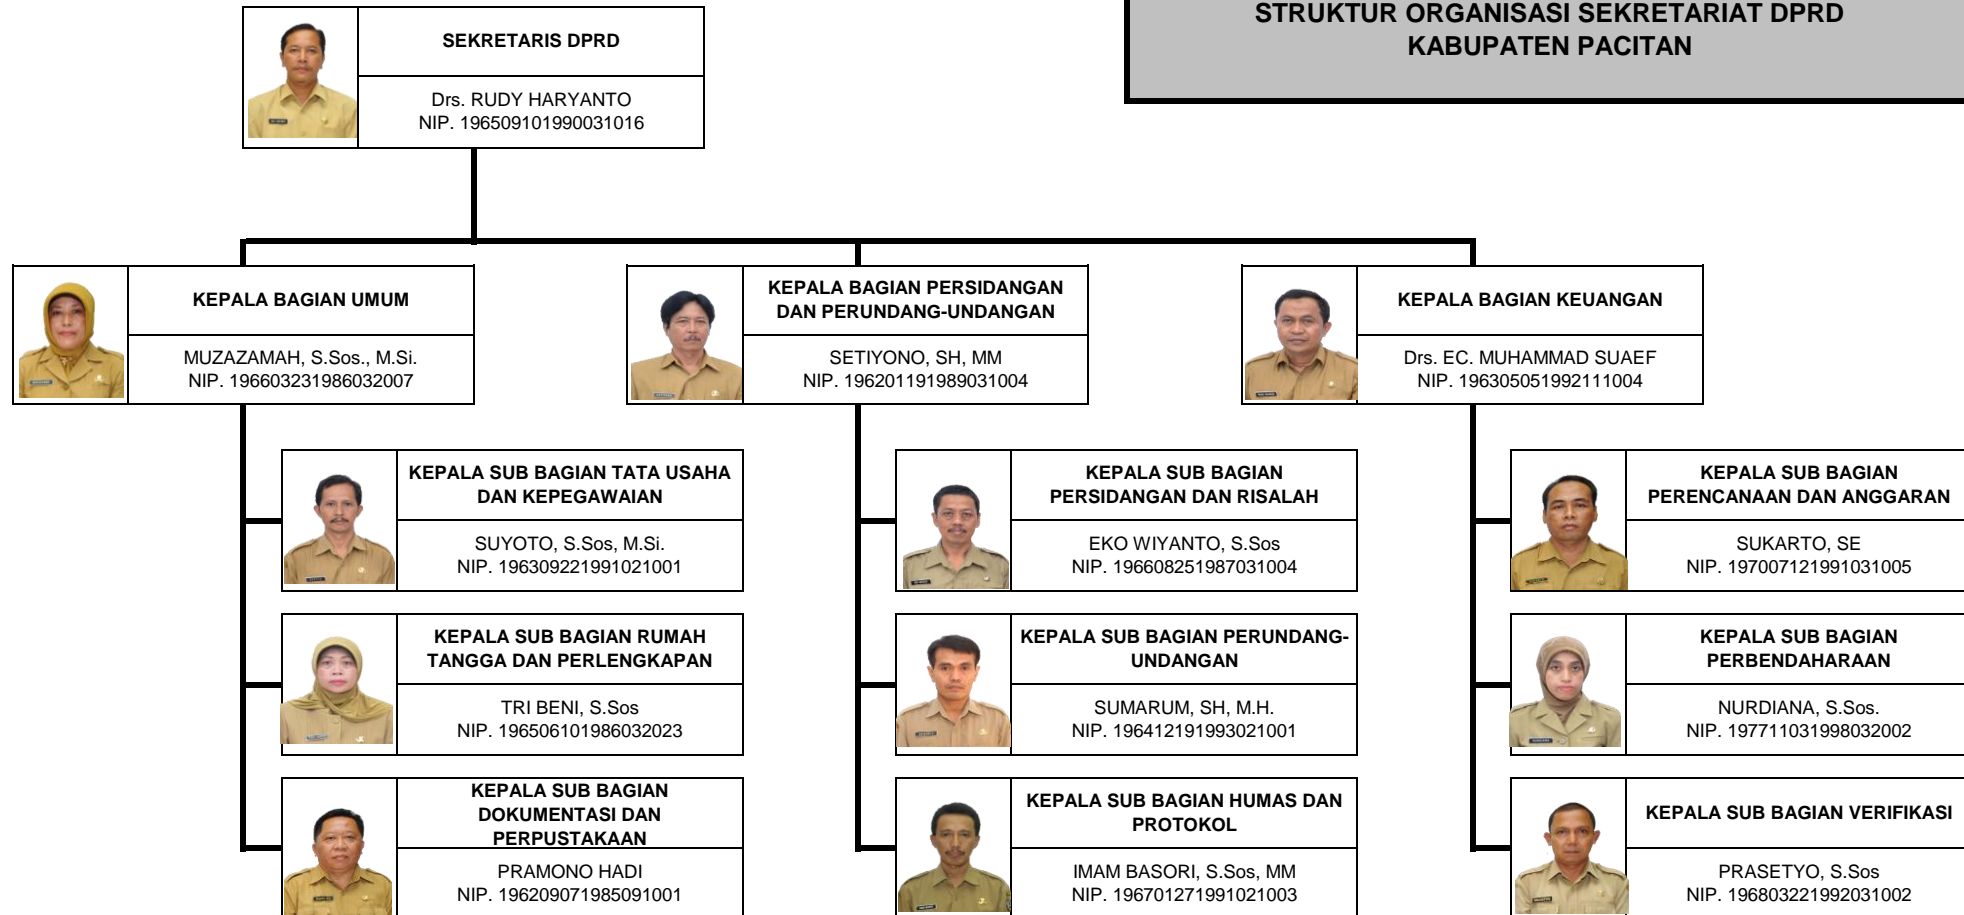 STRUKTUR ORGANISASI SEKRETARIAT DPRD
KABUPATEN PACITAN
SEKRETARIS DPRD
Drs. RUDY HARYANTO
NIP. 196509101990031016
KEPALA BAGIAN UMUM
MUZAZAMAH, S.Sos., M.Si.
NIP. 196603231986032007
KEPALA BAGIAN PERSIDANGAN
DAN PERUNDANG-UNDANGAN
SETIYONO, SH, MM
NIP. 196201191989031004
KEPALA BAGIAN KEUANGAN
Drs. EC. MUHAMMAD SUAEF
NIP. 196305051992111004
KEPALA SUB BAGIAN TATA USAHA
DAN KEPEGAWAIAN
SUYOTO, S.Sos, M.Si.
NIP. 196309221991021001
KEPALA SUB BAGIAN
PERSIDANGAN DAN RISALAH
EKO WIYANTO, S.Sos
NIP. 196608251987031004
KEPALA SUB BAGIAN
PERENCANAAN DAN ANGGARAN
SUKARTO, SE
NIP. 197007121991031005
KEPALA SUB BAGIAN RUMAH
TANGGA DAN PERLENGKAPAN
TRI BENI, S.Sos
NIP. 196506101986032023
KEPALA SUB BAGIAN PERUNDANG-
UNDANGAN
SUMARUM, SH, M.H.
NIP. 196412191993021001
KEPALA SUB BAGIAN
PERBENDAHARAAN
NURDIANA, S.Sos.
NIP. 197711031998032002
KEPALA SUB BAGIAN
DOKUMENTASI DAN
PERPUSTAKAAN
PRAMONO HADI
NIP. 196209071985091001
KEPALA SUB BAGIAN HUMAS DAN
PROTOKOL
IMAM BASORI, S.Sos, MM
NIP. 196701271991021003
KEPALA SUB BAGIAN VERIFIKASI
PRASETYO, S.Sos
NIP. 196803221992031002